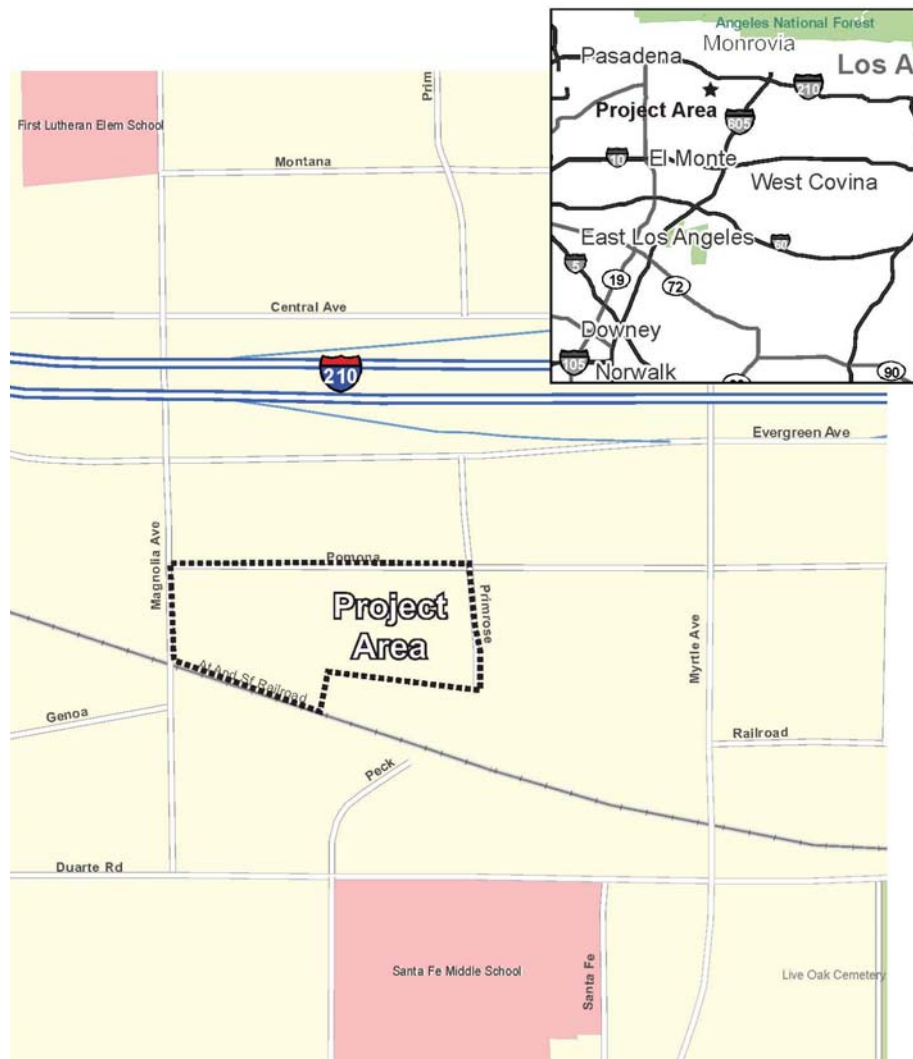 Angeles National Forest
Monrovia
Pasadena
Los A
210
Project Area
605
10
El Monte
West Covina
East Los Angeles
60
5
19
72
Downey
105
Norwalk
90
Prim
First Lutheran Elem School
Montana
Central Ave
210
Evergreen Ave
Magnolia Ave
Pomona
Project
Area
Primrose
Myrtle Ave
At And Sf Railroad
Genoa
Railroad
Peck
Duarte Rd
Santa Fe Middle School
Santa Fe
Live Oak Cemetery